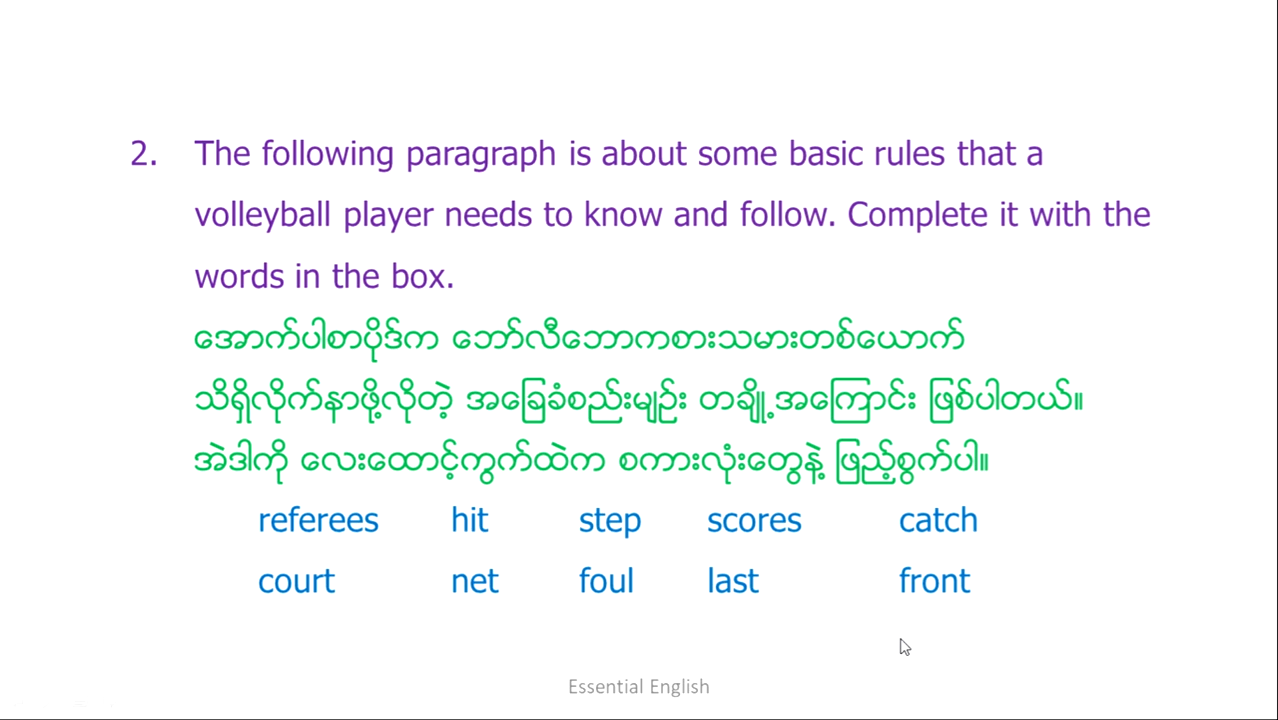 2. The following paragraph is about some basic rules that a
volleyball player needs to know and follow. Complete it with the
words in the box.
အောက်ပါစာပိုဒ်က ဘော်လီဘောကစားသမားတစ်ယောက်
သိရှိလိုက်နာဖို့လိုတဲ့ အခြေခံစည်းမျဉ်း တချို့အကြောင်း ဖြစ်ပါတယ်။
အဲဒါကို လေးထောင့်ကွက်ထဲက စကားလုံးတွေနဲ့ ဖြည့်စွက်ပါ။
referees hit step scores catch
court net foul last front
Essential English